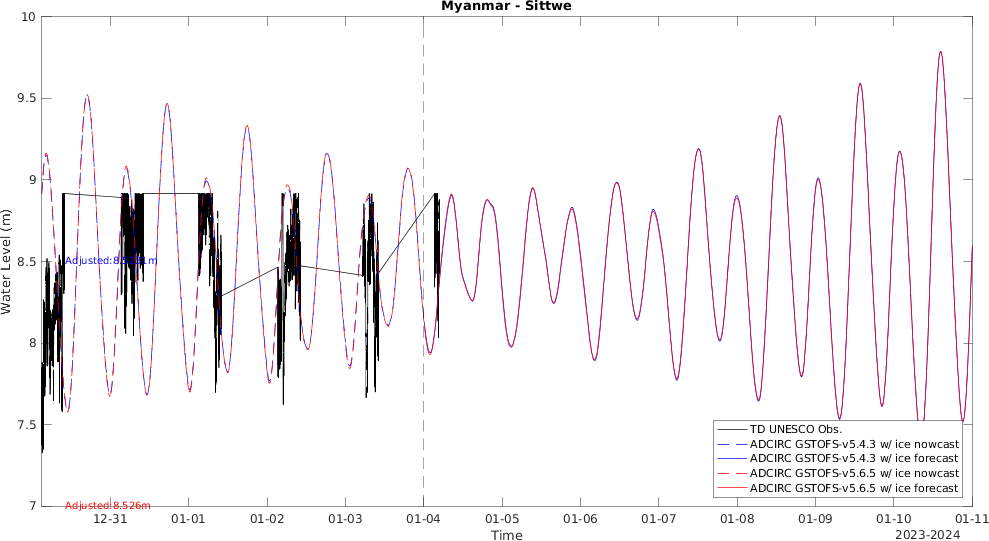 Myanmar - Sittwe
10
9.5
9
8.5
8
7.5
7
Water Level (m)
Adjusted:8.526m
12-31
01-01
01-02
01-03
01-04
01-05
01-06
01-07
01-08
01-09
01-10
01-11
Time
2023-2024
TD UNESCO Obs.
ADCIRC GSTOFS-v5.4.3 w/ ice nowcast
ADCIRC GSTOFS-v5.4.3 w/ ice forecast
ADCIRC GSTOFS-v5.6.5 w/ ice nowcast
ADCIRC GSTOFS-v5.6.5 w/ ice forecast